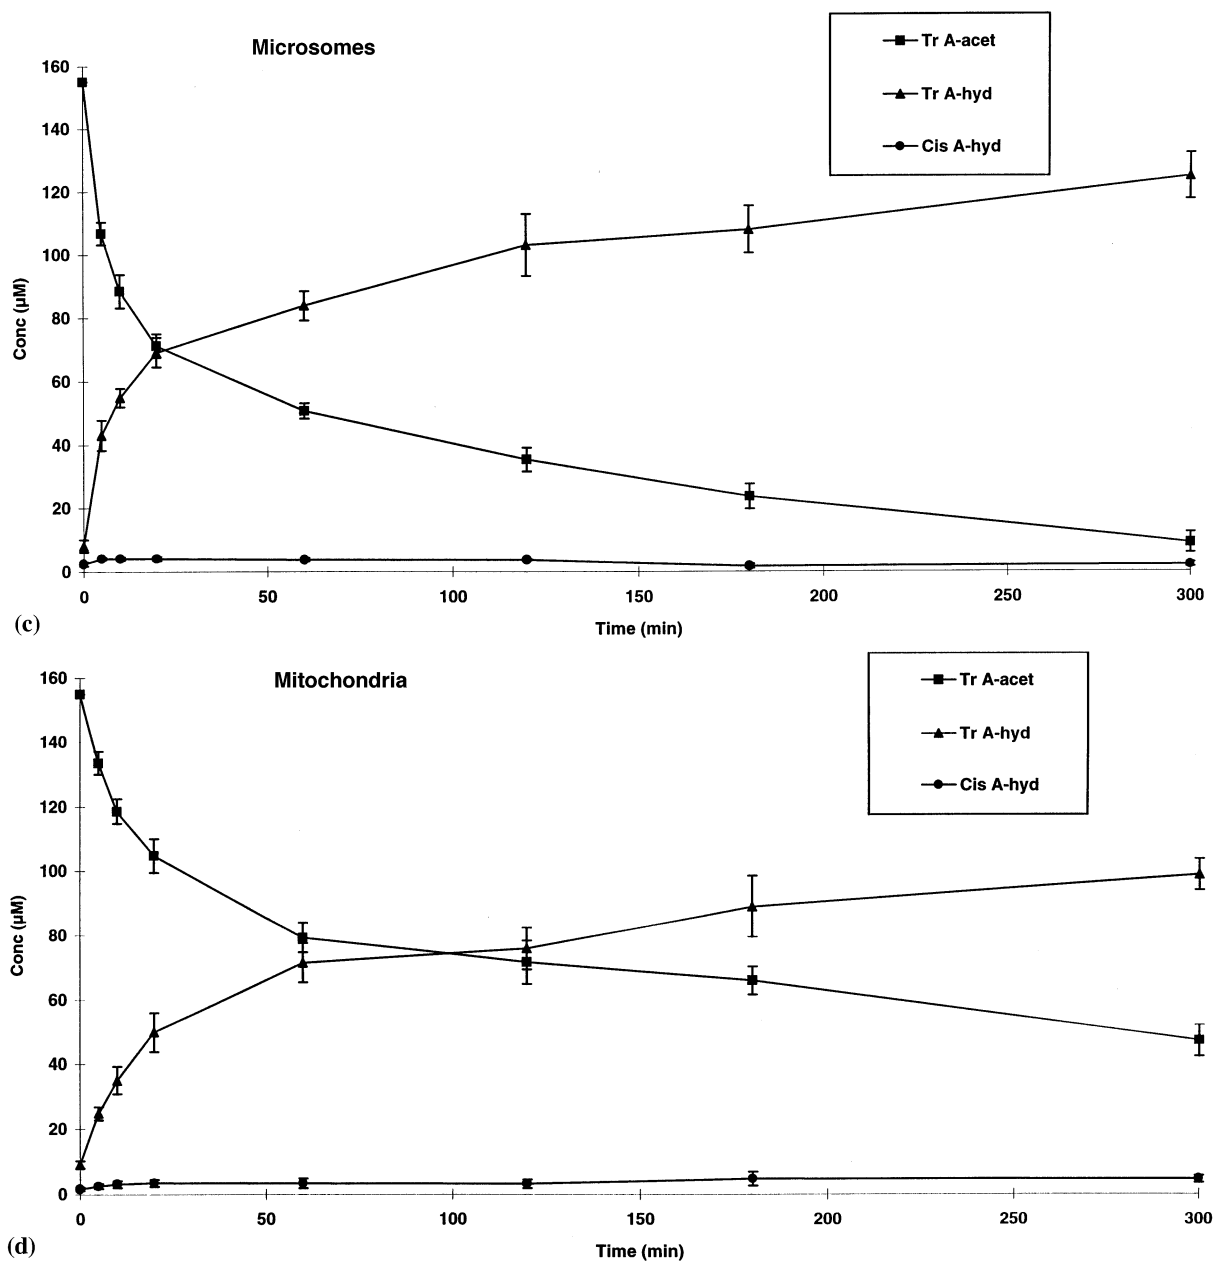 Microsomes
Tr A-acet
Tr A-hyd
Cis A-hyd
160
140
120
100
80
60
40
20
0
Conc (µM)
0 50 100 150 200 250 300
Time (min)
(c)
Mitochondria
Tr A-acet
Tr A-hyd
Cis A-hyd
160
140
120
100
80
60
40
20
0
Conc (µM)
0 50 100 150 200 250 300
Time (min)
(d)